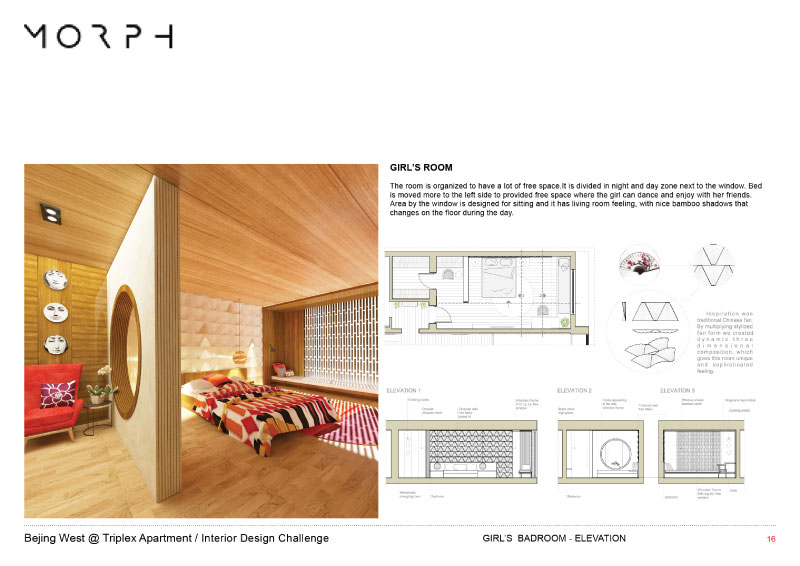 MORPH
GIRL'S ROOM
The room is organized to have a lot of free space.It is divided in night and day zone next to the window. Bed
is moved more to the left side to provided free space where the girl can dance and enjoy with her friends.
Area by the window is designed for sitting and it has living room feeling, with nice bamboo shadows that
changes on the floor during the day.
Inspiration was
traditional Chinese fan.
By multiplying stylized
fan form we created
dynamic three
dimensional
composition, which
gives this room unique
and sophisticated
feeling.
ELEVATION 1
ELEVATION 2
ELEVATION 3
Bejing West @ Triplex Apartment / Interior Design Challenge
GIRL'S BADROOM - ELEVATION
16